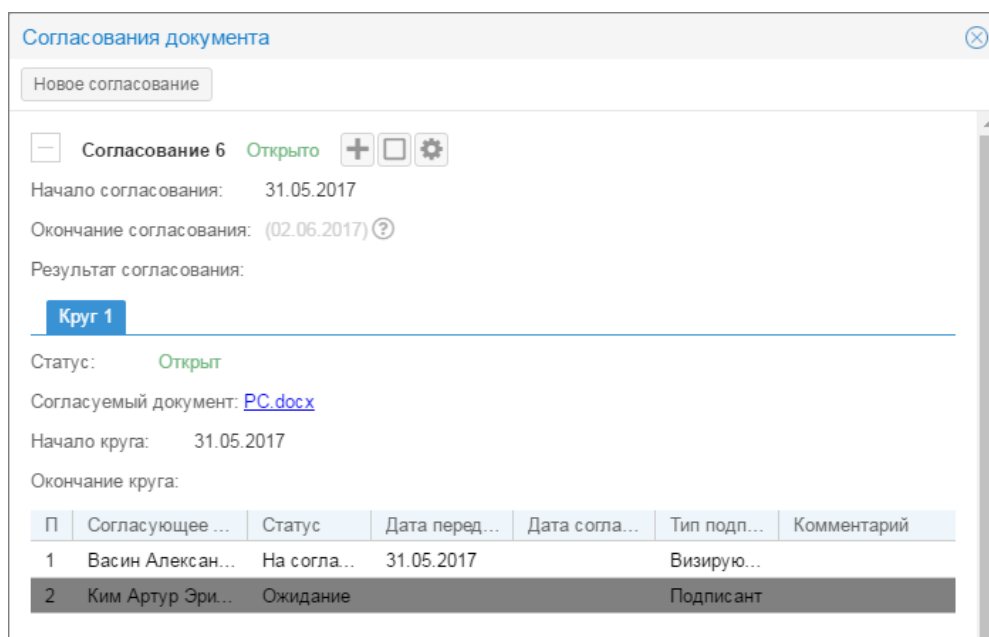 Согласования документа
Новое согласование
Согласование 6 Открыто
Начало согласования: 31.05.2017
Окончание согласования: (02.06.2017) ?
Результат согласования:
Круг 1
Статус: Открыт
Согласуемый документ: PC.docx
Начало круга: 31.05.2017
Окончание круга:
П Согласующее ... Статус Дата перед... Дата согла... Тип подп... Комментарий
1 Васин Алексан... На согла... 31.05.2017 Визирую...
2 Ким Артур Эри... Ожидание Подписант